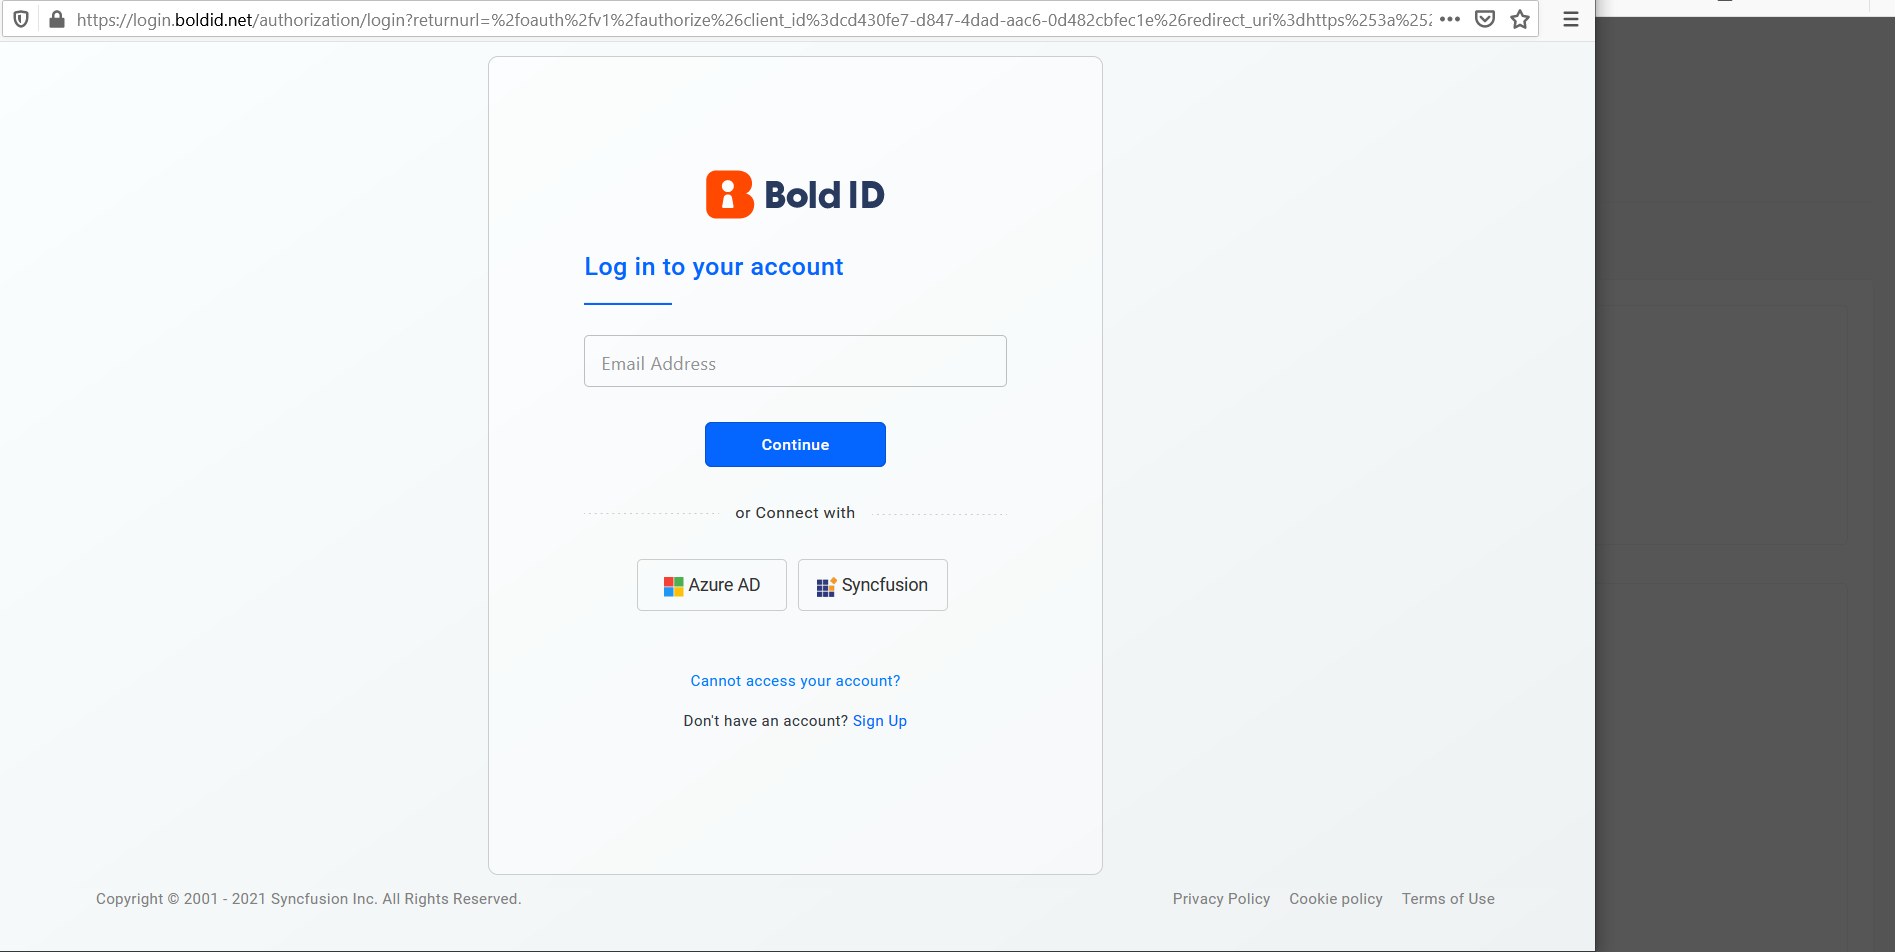 https://login.boldid.net/authorization/login?returnurl=%2foauth%2fv1%2fauthorize%26client_id%3dcd430fe7-d847-4dad-aac6-0d482cbfec1e%26redirect_uri%3dhttps%253a%252
Bold ID
Log in to your account
Email Address
Continue
or Connect with
Azure AD Syncfusion
Cannot access your account?
Don't have an account? Sign Up
Copyright © 2001 - 2021 Syncfusion Inc. All Rights Reserved. Privacy Policy Cookie policy Terms of Use